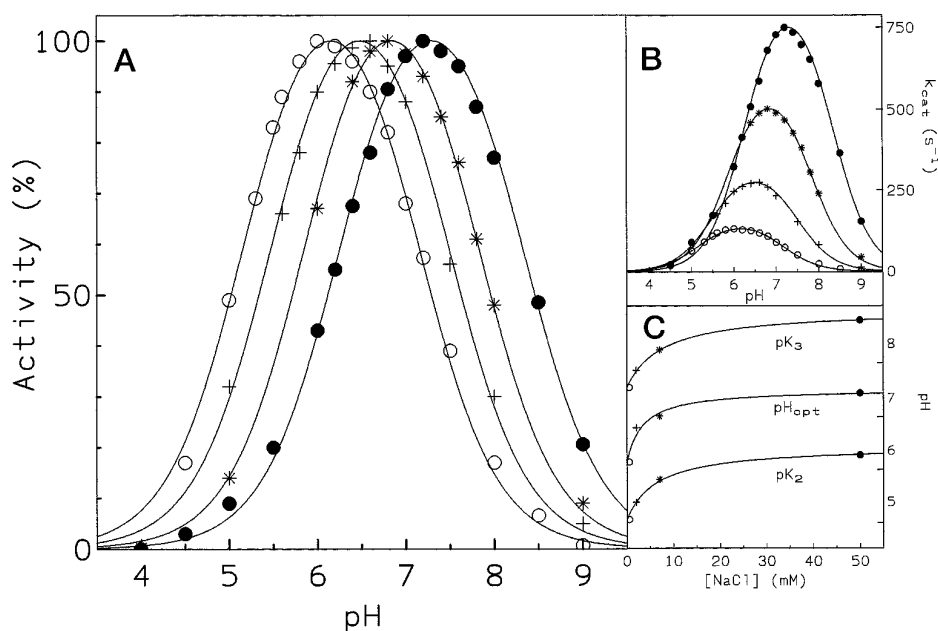 A
100
50
0
Activity (%)
4 5 6 7 8 9
pH
B
750
500
250
0
kcat (s⁻¹)
4 5 6 7 8 9
pH
C
pK3
pHopt
pK2
8
7
6
5
pH
0 10 20 30 40 50
[NaCl] (mM)